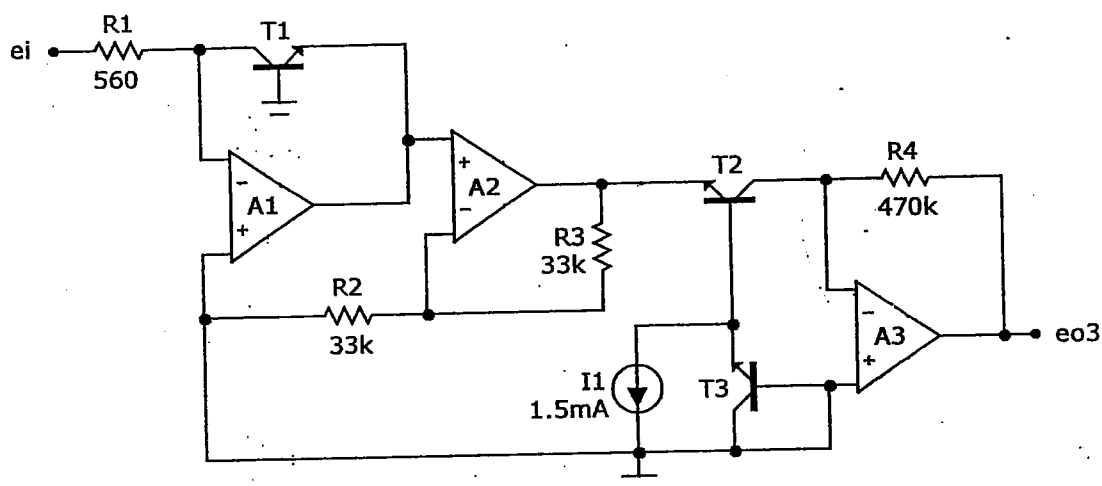 R1
T1
ei
560
A1
-
+
A2
+
-
T2
R4
470k
R3
33k
R2
33k
A3
-
+
eo3
I1
1.5mA
T3